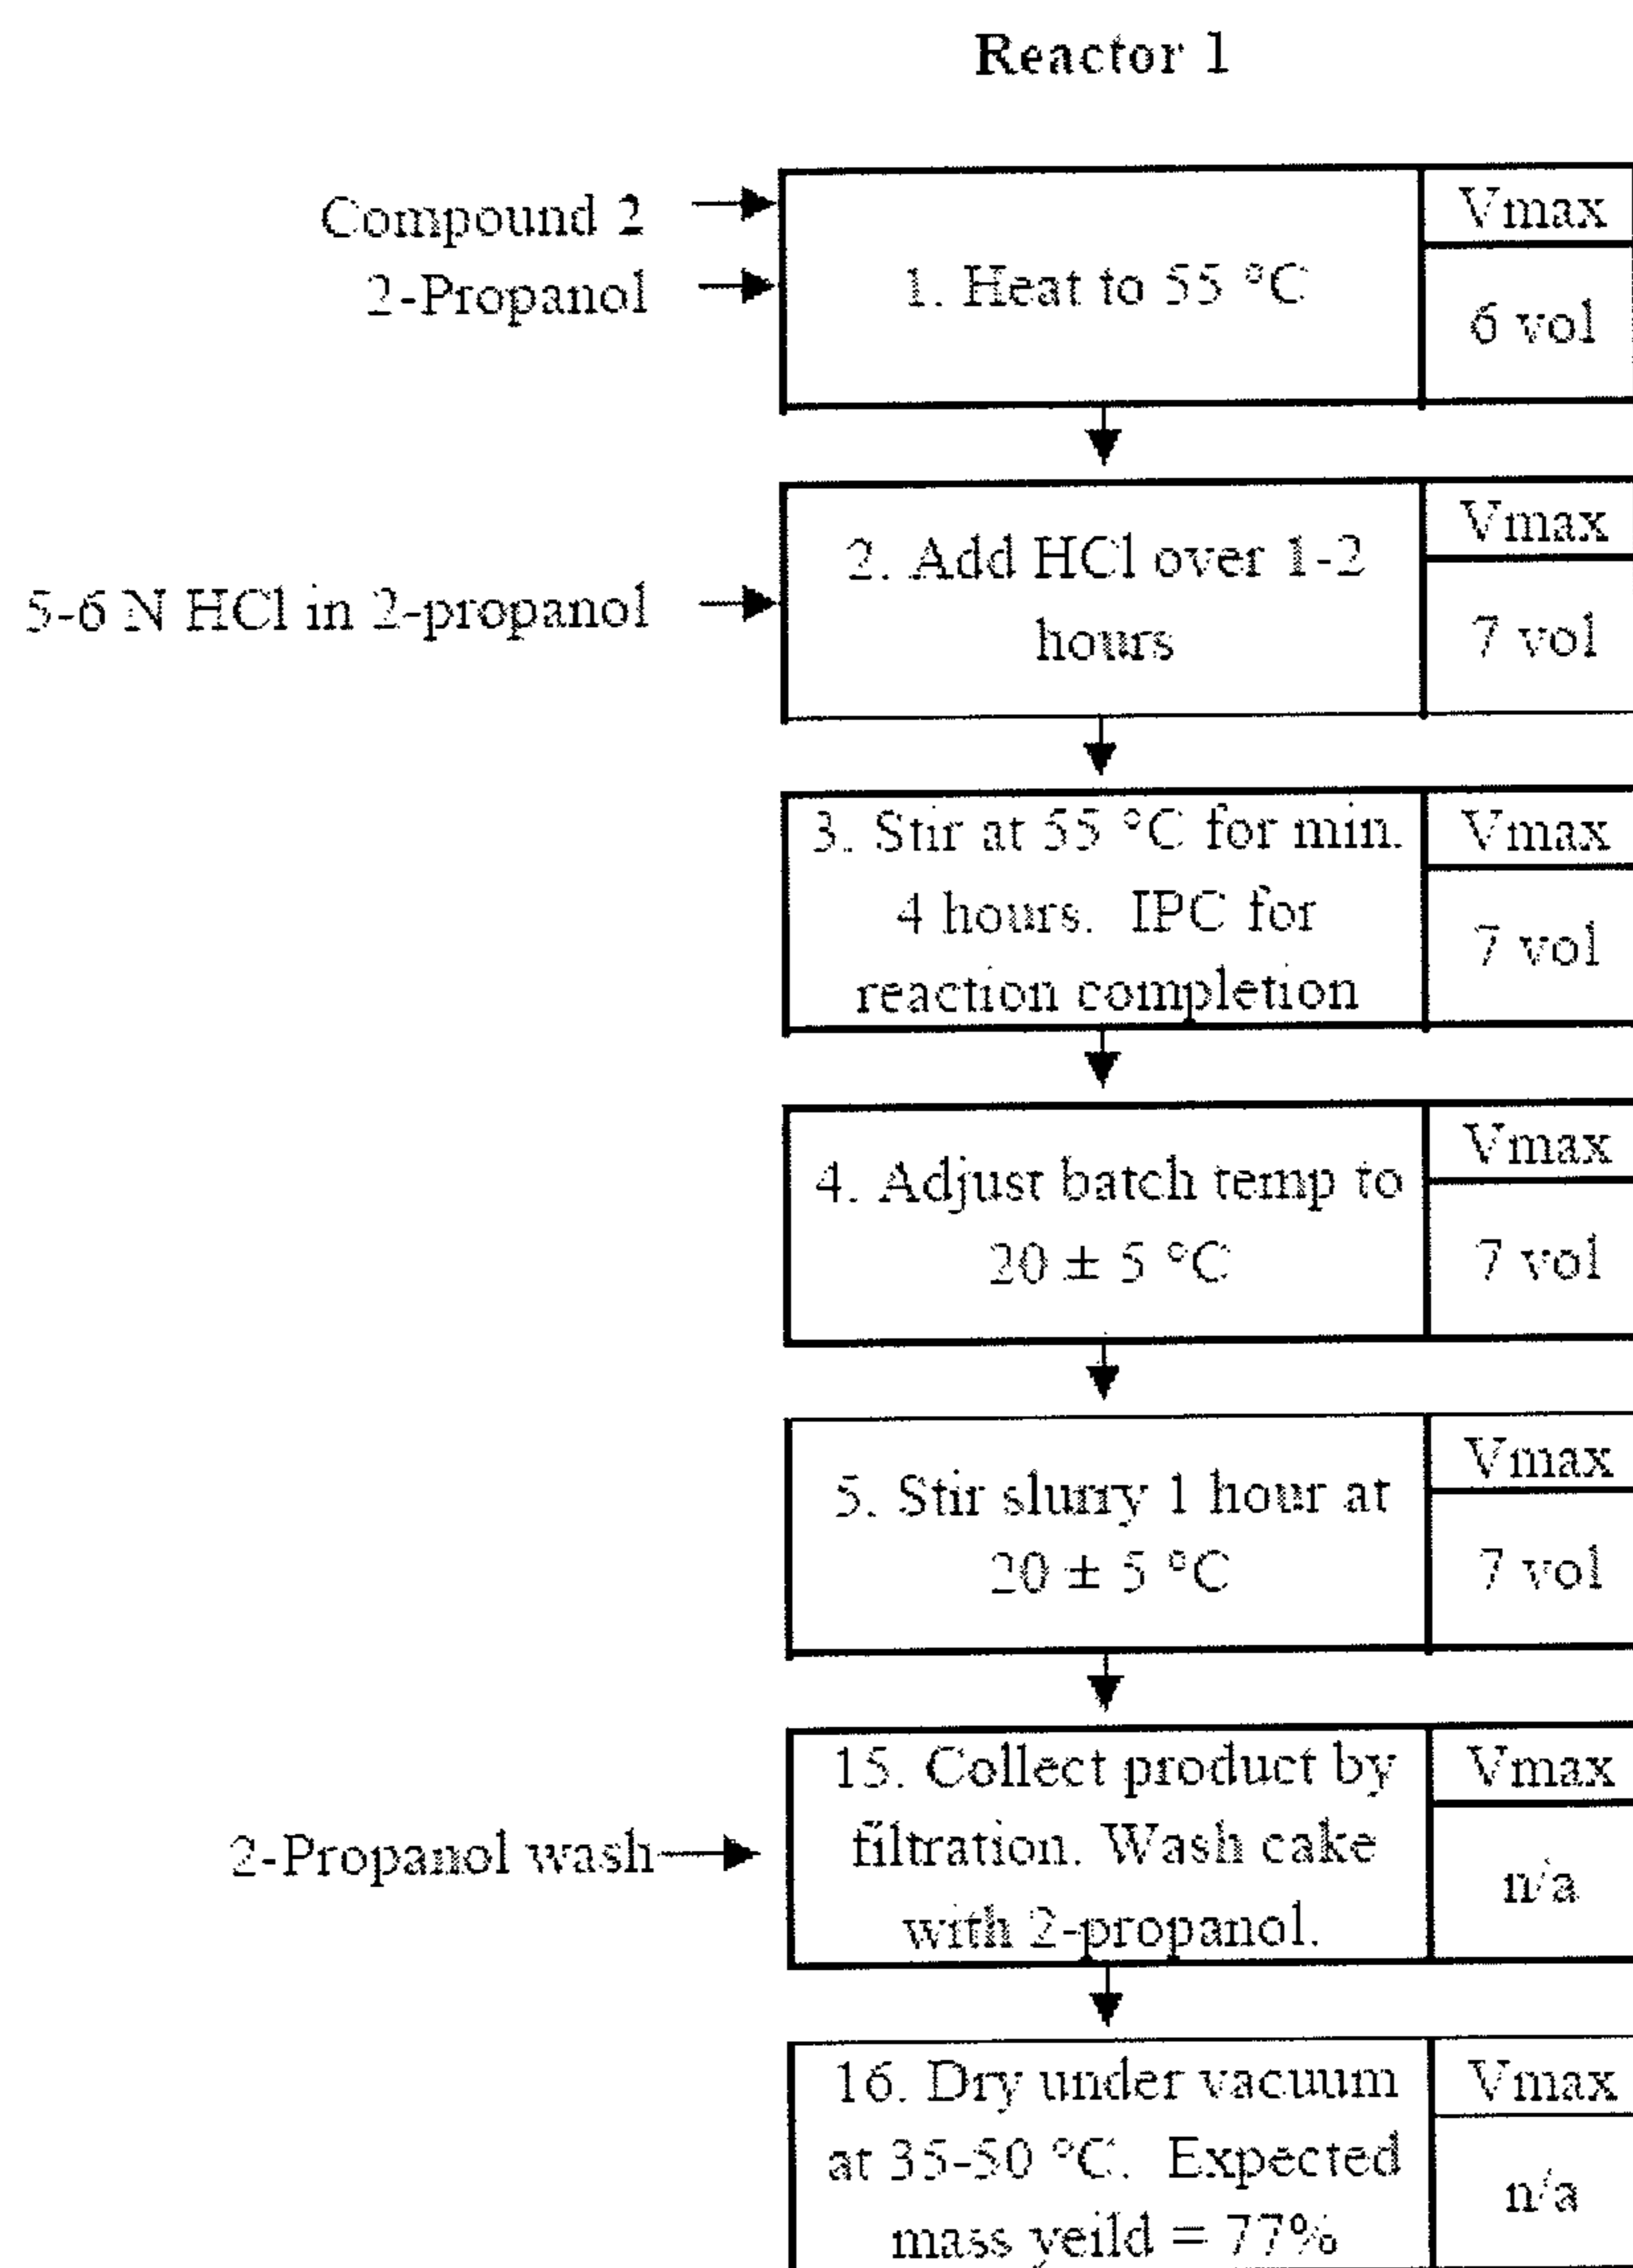 Reactor 1
Compound 2
2-Propanol
1. Heat to 55 °C
Vmax
6 vol
5-6 N HCl in 2-propanol
2. Add HCl over 1-2
hours
Vmax
7 vol
3. Stir at 55 °C for min.
4 hours. IPC for
reaction completion
Vmax
7 vol
4. Adjust batch temp to
20 ± 5 °C
Vmax
7 vol
5. Stir slurry 1 hour at
20 ± 5 °C
Vmax
7 vol
2-Propanol wash
15. Collect product by
filtration. Wash cake
with 2-propanol.
Vmax
n/a
16. Dry under vacuum
at 35-50 °C. Expected
mass yeild = 77%
Vmax
n/a